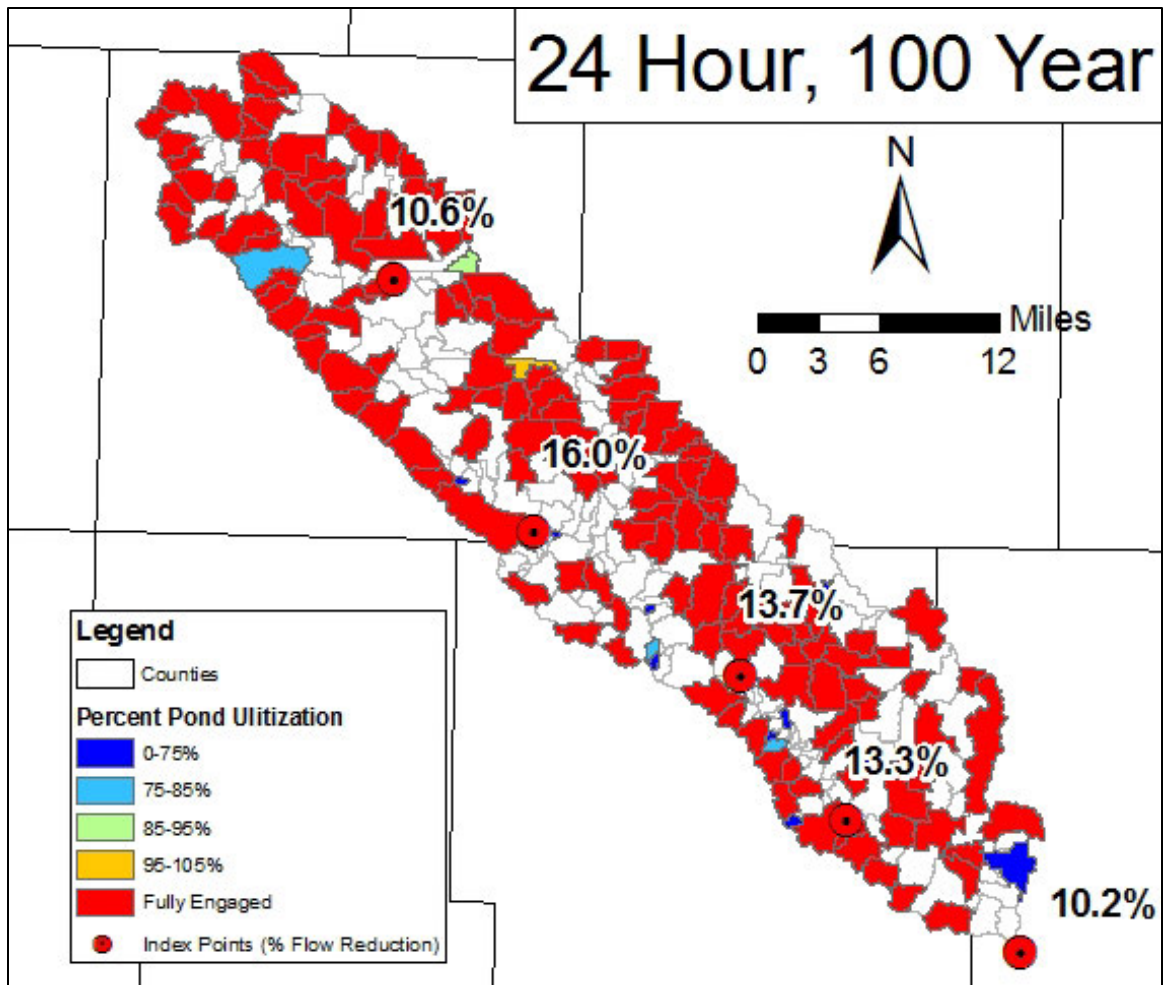 24 Hour, 100 Year
N
Miles
0 3 6 12
10.6%
16.0%
13.7%
13.3%
10.2%
Legend
Counties
Percent Pond Ulitization
0-75%
75-85%
85-95%
95-105%
Fully Engaged
Index Points (% Flow Reduction)